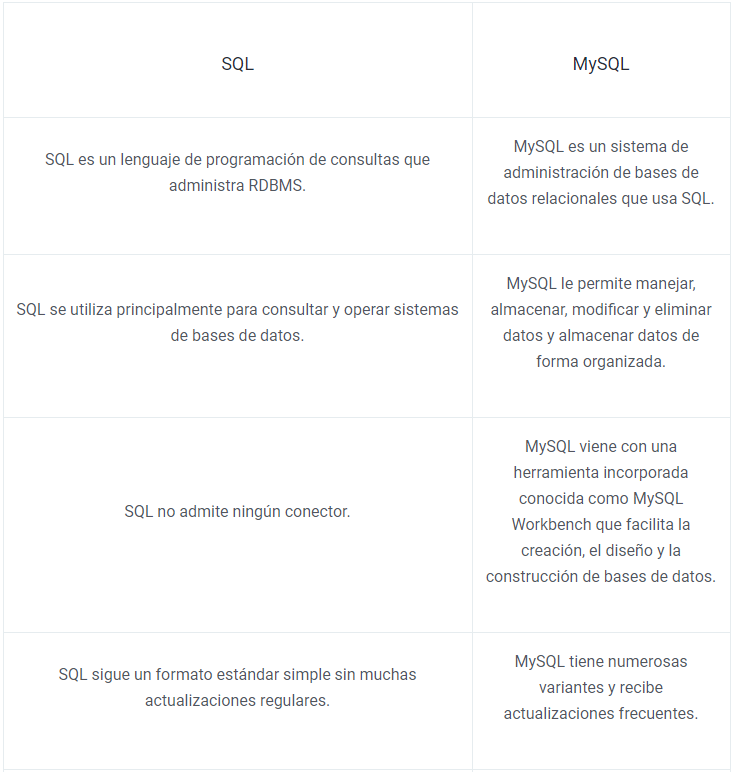 SQL
MySQL
SQL es un lenguaje de programación de consultas que
administra RDBMS.
MySQL es un sistema de
administración de bases de
datos relacionales que usa SQL.
SQL se utiliza principalmente para consultar y operar sistemas
de bases de datos.
MySQL le permite manejar,
almacenar, modificar y eliminar
datos y almacenar datos de
forma organizada.
SQL no admite ningún conector.
MySQL viene con una
herramienta incorporada
conocida como MySQL
Workbench que facilita la
creación, el diseño y la
construcción de bases de datos.
SQL sigue un formato estándar simple sin muchas
actualizaciones regulares.
MySQL tiene numerosas
variantes y recibe
actualizaciones frecuentes.